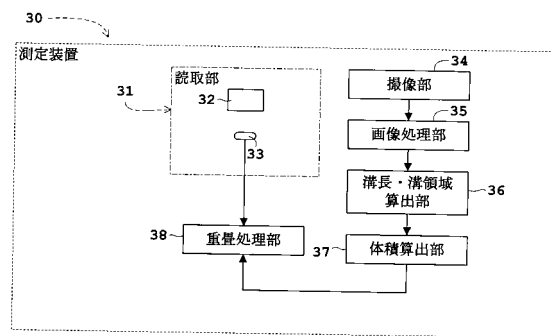 30
測定装置
読取部
31
32
33
34
撮像部
35
画像処理部
溝長・溝領域
算出部
36
38
重畳処理部
37
体積算出部